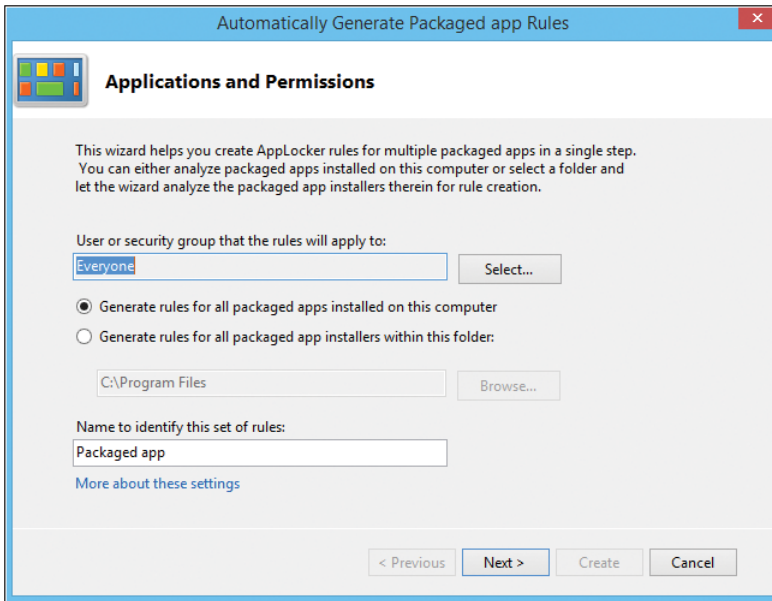 Automatically Generate Packaged app Rules
Applications and Permissions
This wizard helps you create AppLocker rules for multiple packaged apps in a single step.
You can either analyze packaged apps installed on this computer or select a folder and
let the wizard analyze the packaged app installers therein for rule creation.
User or security group that the rules will apply to:
Everyone
Select...
Generate rules for all packaged apps installed on this computer
Generate rules for all packaged app installers within this folder:
C:\Program Files
Browse...
Name to identify this set of rules:
Packaged app
More about these settings
< Previous
Next >
Create
Cancel